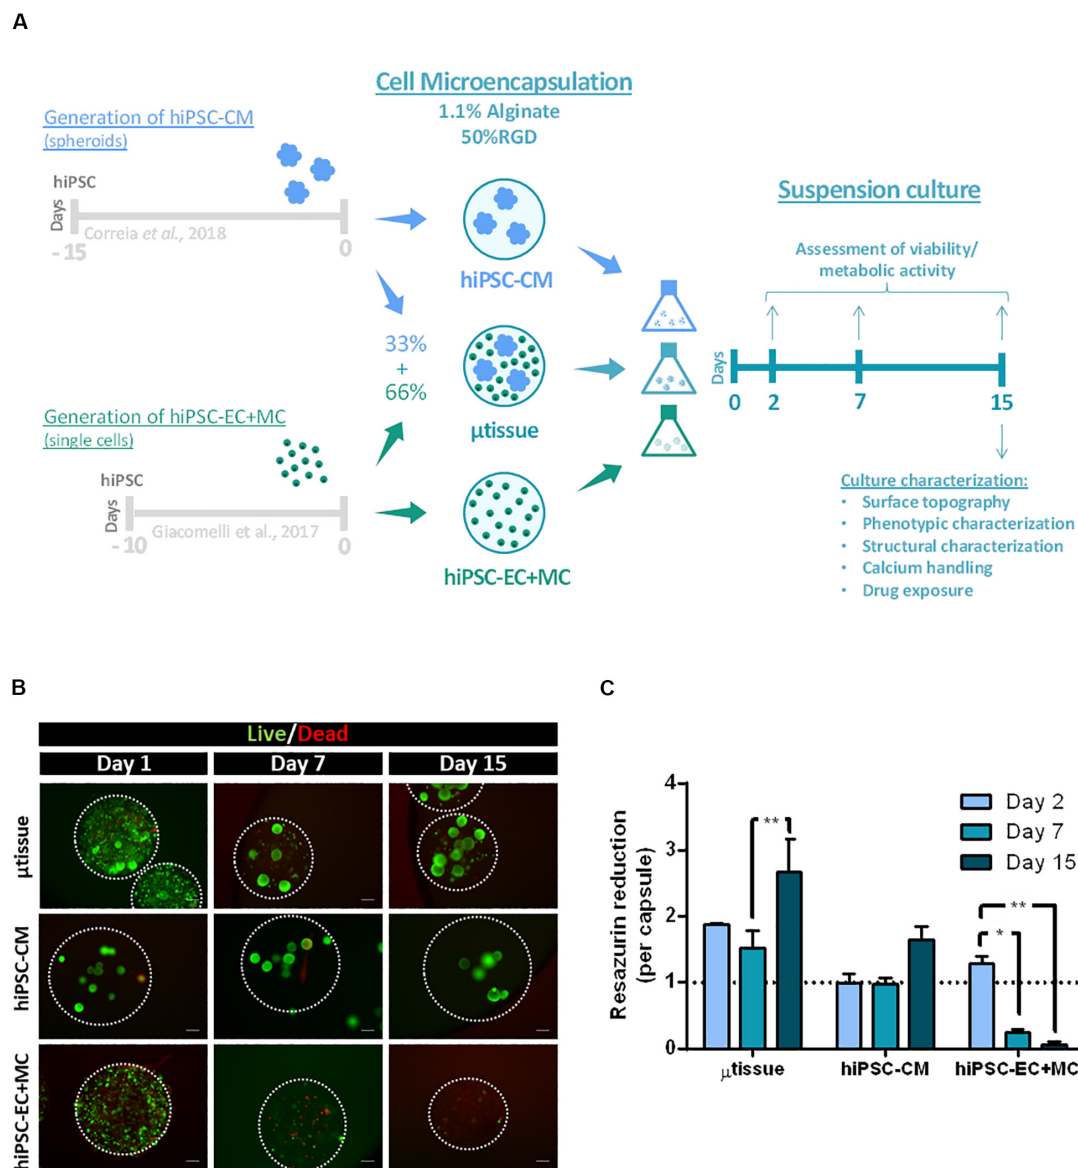 A
Cell Microencapsulation
1.1% Alginate
50%RGD
Generation of hiPSC-CM
(spheroids)
hiPSC
Days
Correia et al., 2018
- 15
0
hiPSC-CM
33%
+
66%
μtissue
Generation of hiPSC-EC+MC
(single cells)
hiPSC
Days
Giacomelli et al., 2017
- 10
0
hiPSC-EC+MC
Suspension culture
Assessment of viability/
metabolic activity
Days
0 2 7 15
Culture characterization:
• Surface topography
• Phenotypic characterization
• Structural characterization
• Calcium handling
• Drug exposure
B
Live/Dead
Day 1 Day 7 Day 15
μtissue
hiPSC-CM
hiPSC-EC+MC
C
Resazurin reduction
(per capsule)
4
3
2
1
0
Day 2
Day 7
Day 15
**
**
*
μtissue hiPSC-CM hiPSC-EC+MC